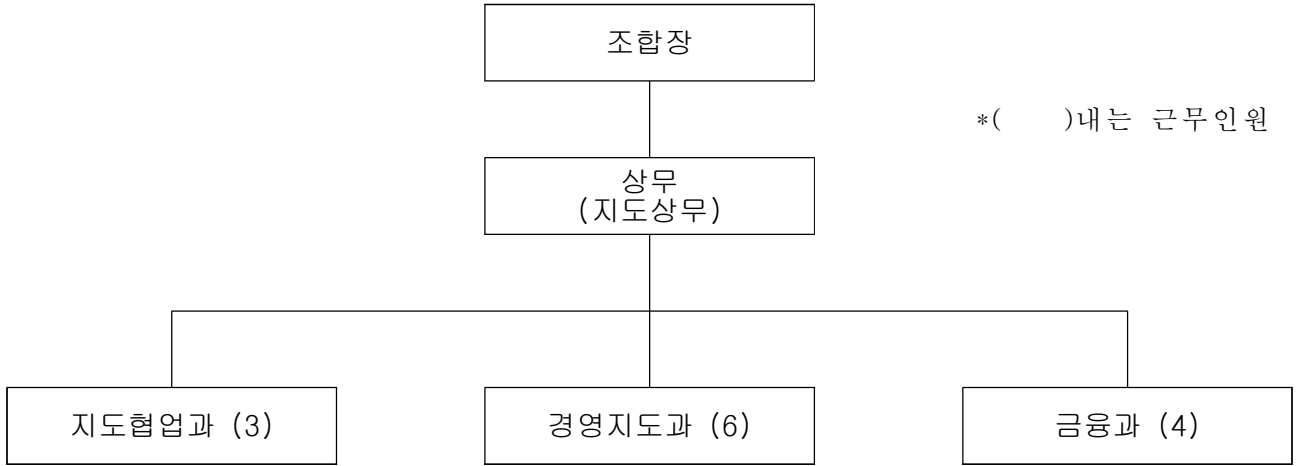 조합장
*(    )내는 근무인원
상무
(지도상무)
지도협업과 (3)
경영지도과 (6)
금융과 (4)